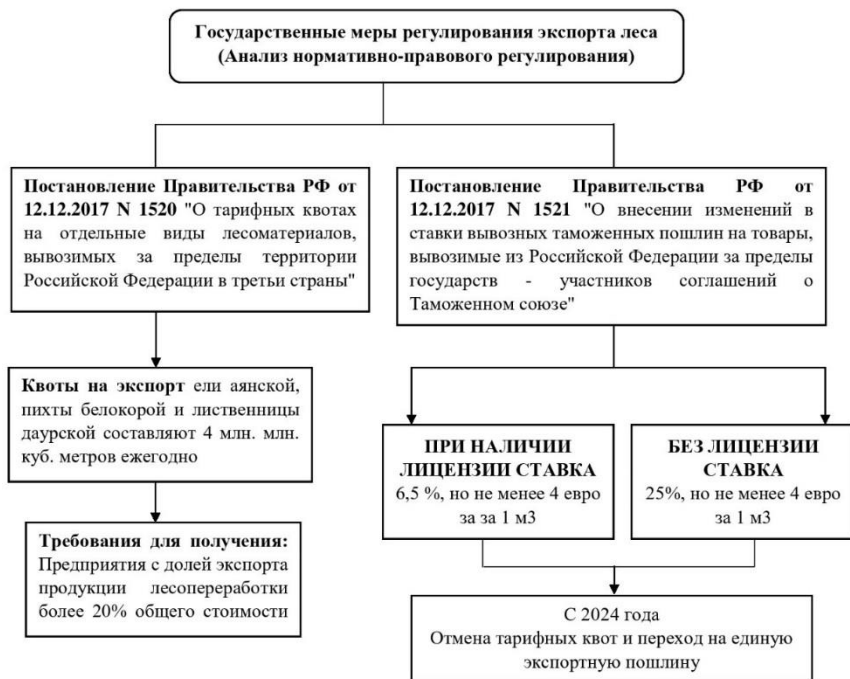 Государственные меры регулирования экспорта леса
(Анализ нормативно-правового регулирования)
Постановление Правительства РФ от
12.12.2017 N 1520 "О тарифных квотах
на отдельные виды лесоматериалов,
вывозимых за пределы территории
Российской Федерации в третьи страны"
Постановление Правительства РФ от
12.12.2017 N 1521 "О внесении изменений в
ставки вывозных таможенных пошлин на товары,
вывозимые из Российской Федерации за пределы
государств - участников соглашений о
Таможенном союзе"
Квоты на экспорт ели аянской,
пихты белокорой и лиственницы
даурской составляют 4 млн. млн.
куб. метров ежегодно
ПРИ НАЛИЧИИ
ЛИЦЕНЗИИ СТАВКА
6,5 %, но не менее 4 евро
за за 1 м3
БЕЗ ЛИЦЕНЗИИ
СТАВКА
25%, но не менее 4 евро
за 1 м3
Требования для получения:
Предприятия с долей экспорта
продукции лесопереработки
более 20% общего стоимости
С 2024 года
Отмена тарифных квот и переход на единую
экспортную пошлину